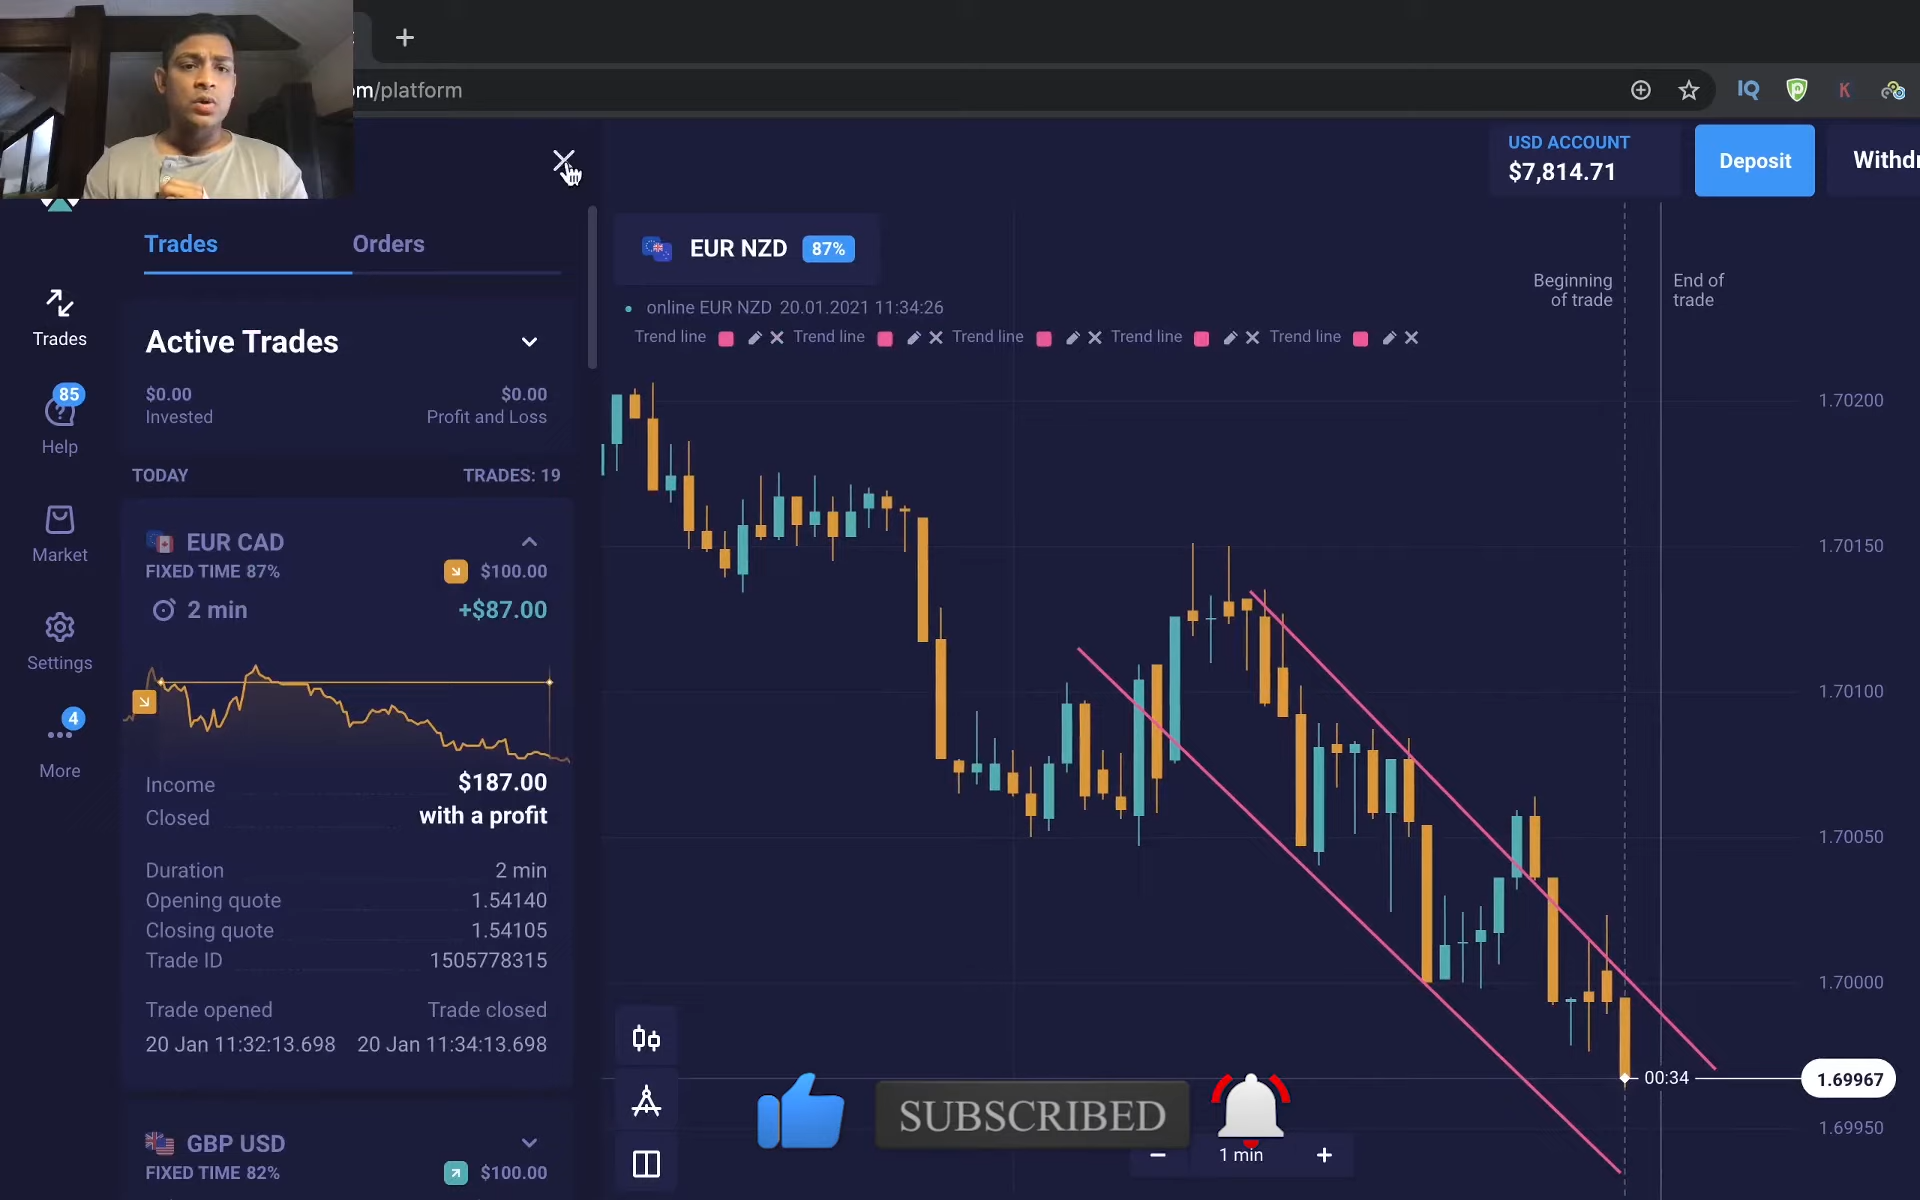 +
om/platform
IQ
K
USD ACCOUNT
$7,814.71
Deposit
Withdr
Trades
Orders
EUR NZD 87%
online EUR NZD 20.01.2021 11:34:26
Trend line Trend line Trend line Trend line Trend line
Beginning of trade
End of trade
Trades
85
Help
Market
Settings
4
More
Active Trades
$0.00 $0.00
Invested Profit and Loss
TODAY TRADES: 19
EUR CAD
FIXED TIME 87% $100.00
2 min +$87.00
Income $187.00
Closed with a profit
Duration 2 min
Opening quote 1.54140
Closing quote 1.54105
Trade ID 1505778315
Trade opened Trade closed
20 Jan 11:32:13.698 20 Jan 11:34:13.698
GBP USD
FIXED TIME 82% $100.00
1.70200
1.70150
1.70100
1.70050
1.70000
00:34
1.69967
1.69950
SUBSCRIBED
− 1 min +